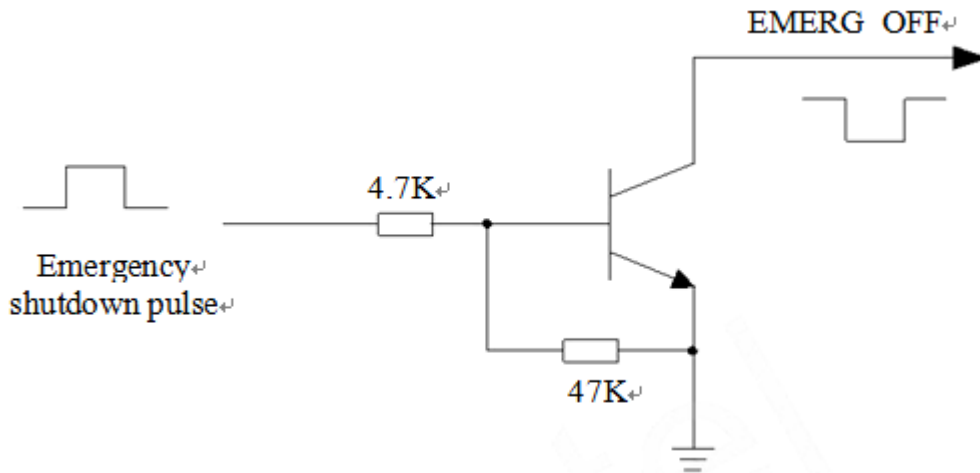 EMERG OFF↵
4.7K↵
Emergency↵
shutdown pulse↵
47K↵